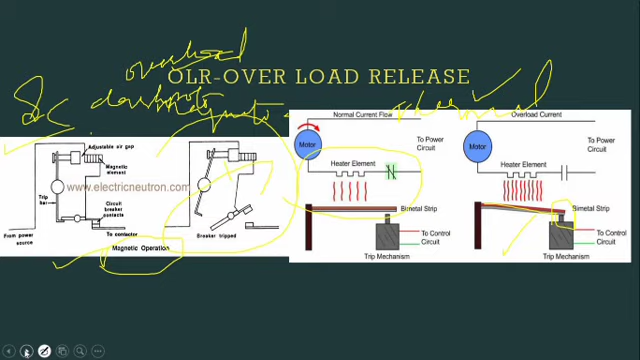 overload
OLR-OVER LOAD RELEASE
SC
thermal
Adjustable air gap
Magnetic element
www.electricneutron.com
Trip bar
Circuit breaker contacts
From power source
To contactor
Breaker tripped
Magnetic Operation
Normal Current Flow
Motor
To Power Circuit
Heater Element
Bimetal Strip
To Control Circuit
Trip Mechanism
Overload Current
Motor
To Power Circuit
Heater Element
Bimetal Strip
To Control Circuit
Trip Mechanism